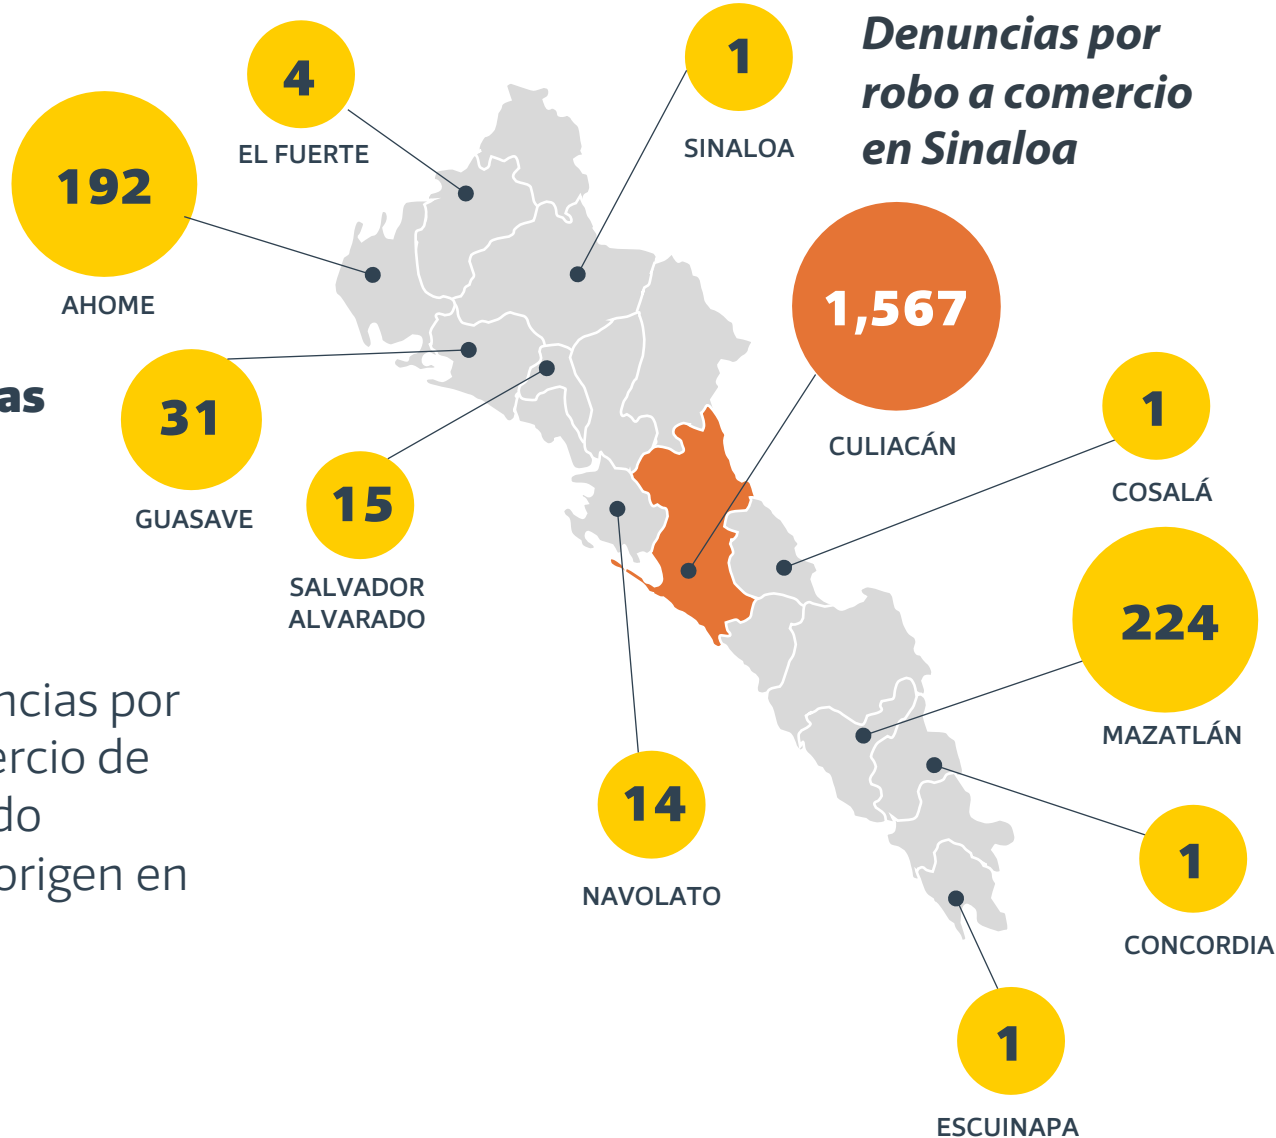 Denuncias por
robo a comercio
en Sinaloa
4
EL FUERTE
1
SINALOA
192
AHOME
1,567
CULIACÁN
31
GUASAVE
15
SALVADOR
ALVARADO
1
COSALÁ
224
MAZATLÁN
14
NAVOLATO
1
CONCORDIA
1
ESCUINAPA
as
ncias por
ercio de
do
origen en